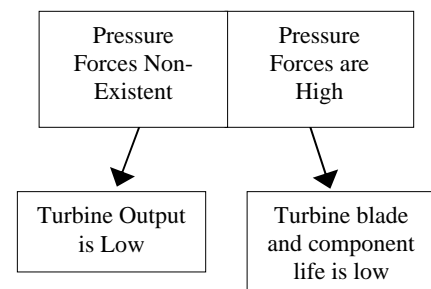 Pressure
Forces Non-
Existent
Pressure
Forces are
High
Turbine Output
is Low
Turbine blade
and component
life is low